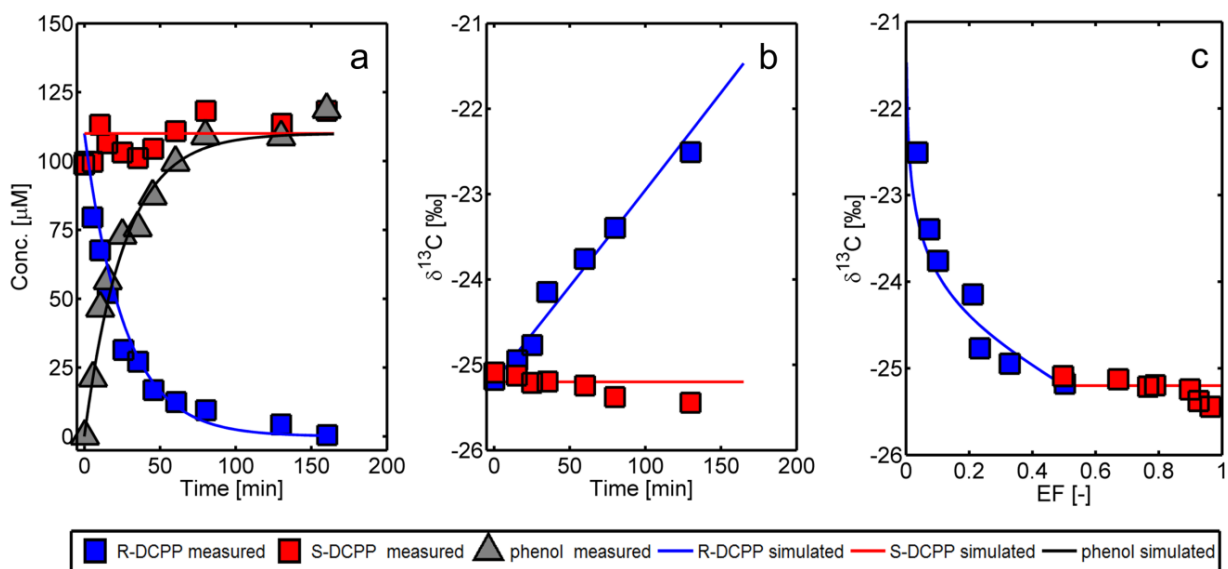 a
b
c
Conc. [µM]
150
125
100
75
50
25
0
0
50
100
150
200
Time [min]
δ13C [‰]
-21
-22
-23
-24
-25
-26
0
50
100
150
200
Time [min]
δ13C [‰]
-21
-22
-23
-24
-25
-26
0
0.2
0.4
0.6
0.8
1
EF [-]
R-DCPP measured
S-DCPP measured
phenol measured
R-DCPP simulated
S-DCPP simulated
phenol simulated